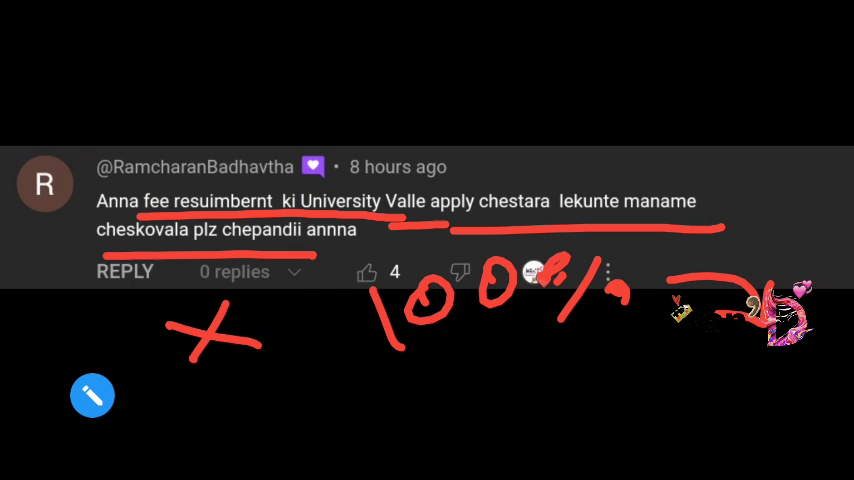 R
@RamcharanBadhavtha • 8 hours ago
Anna fee resuimbernt ki University Valle apply chestara lekunte maname
cheskovala plz chepandii annna
REPLY 0 replies 4
100%